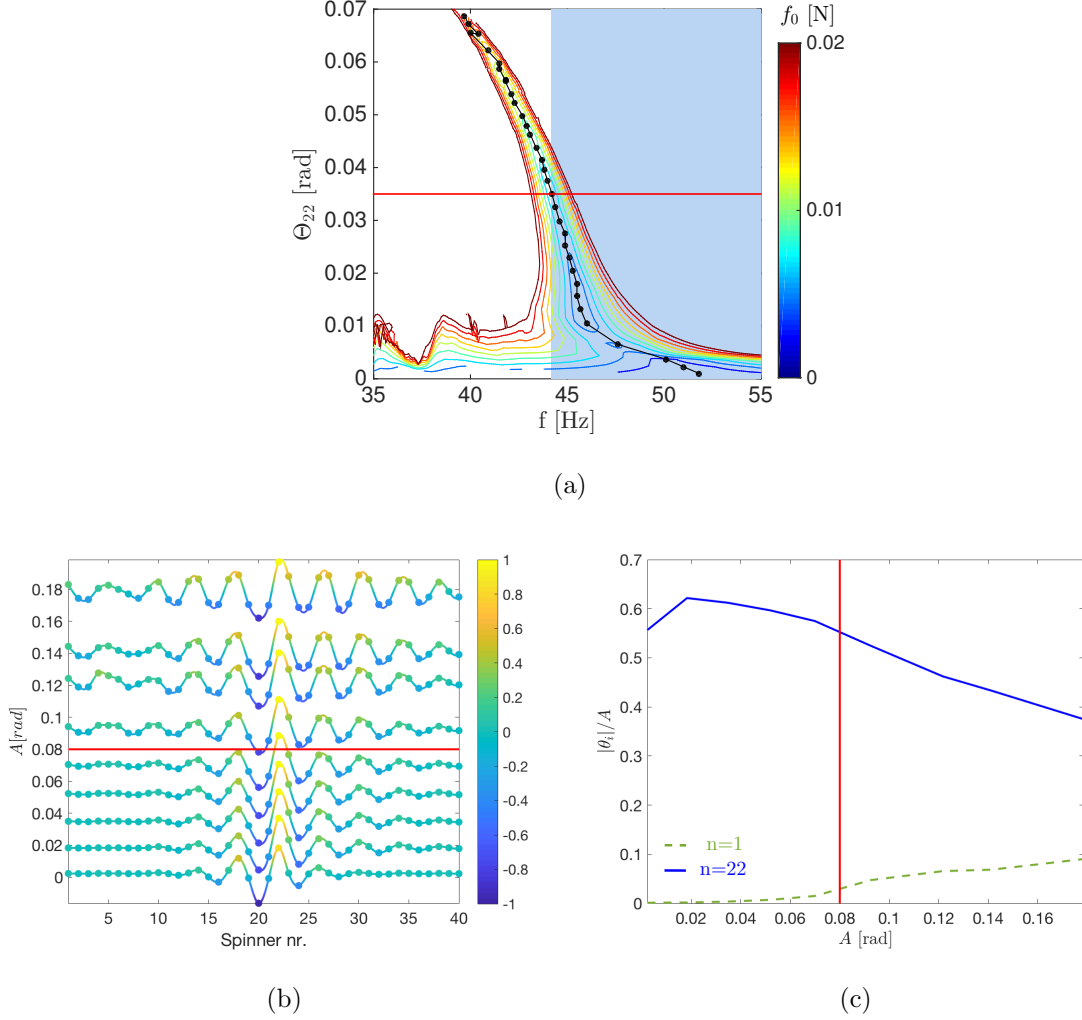 f₀ [N]
0.07
0.06
0.05
0.04
0.03
0.02
0.01
0
Θ₂₂ [rad]
35 40 45 50 55
f [Hz]
0.02
0.01
0
(a)
0.18
0.16
0.14
0.12
0.1
0.08
0.06
0.04
0.02
0
A[rad]
5 10 15 20 25 30 35 40
Spinner nr.
1
0.8
0.6
0.4
0.2
0
-0.2
-0.4
-0.6
-0.8
-1
(b)
0.7
0.6
0.5
0.4
0.3
0.2
0.1
0
|θᵢ|/A
n=1
n=22
0.02 0.04 0.06 0.08 0.1 0.12 0.14 0.16
A [rad]
(c)